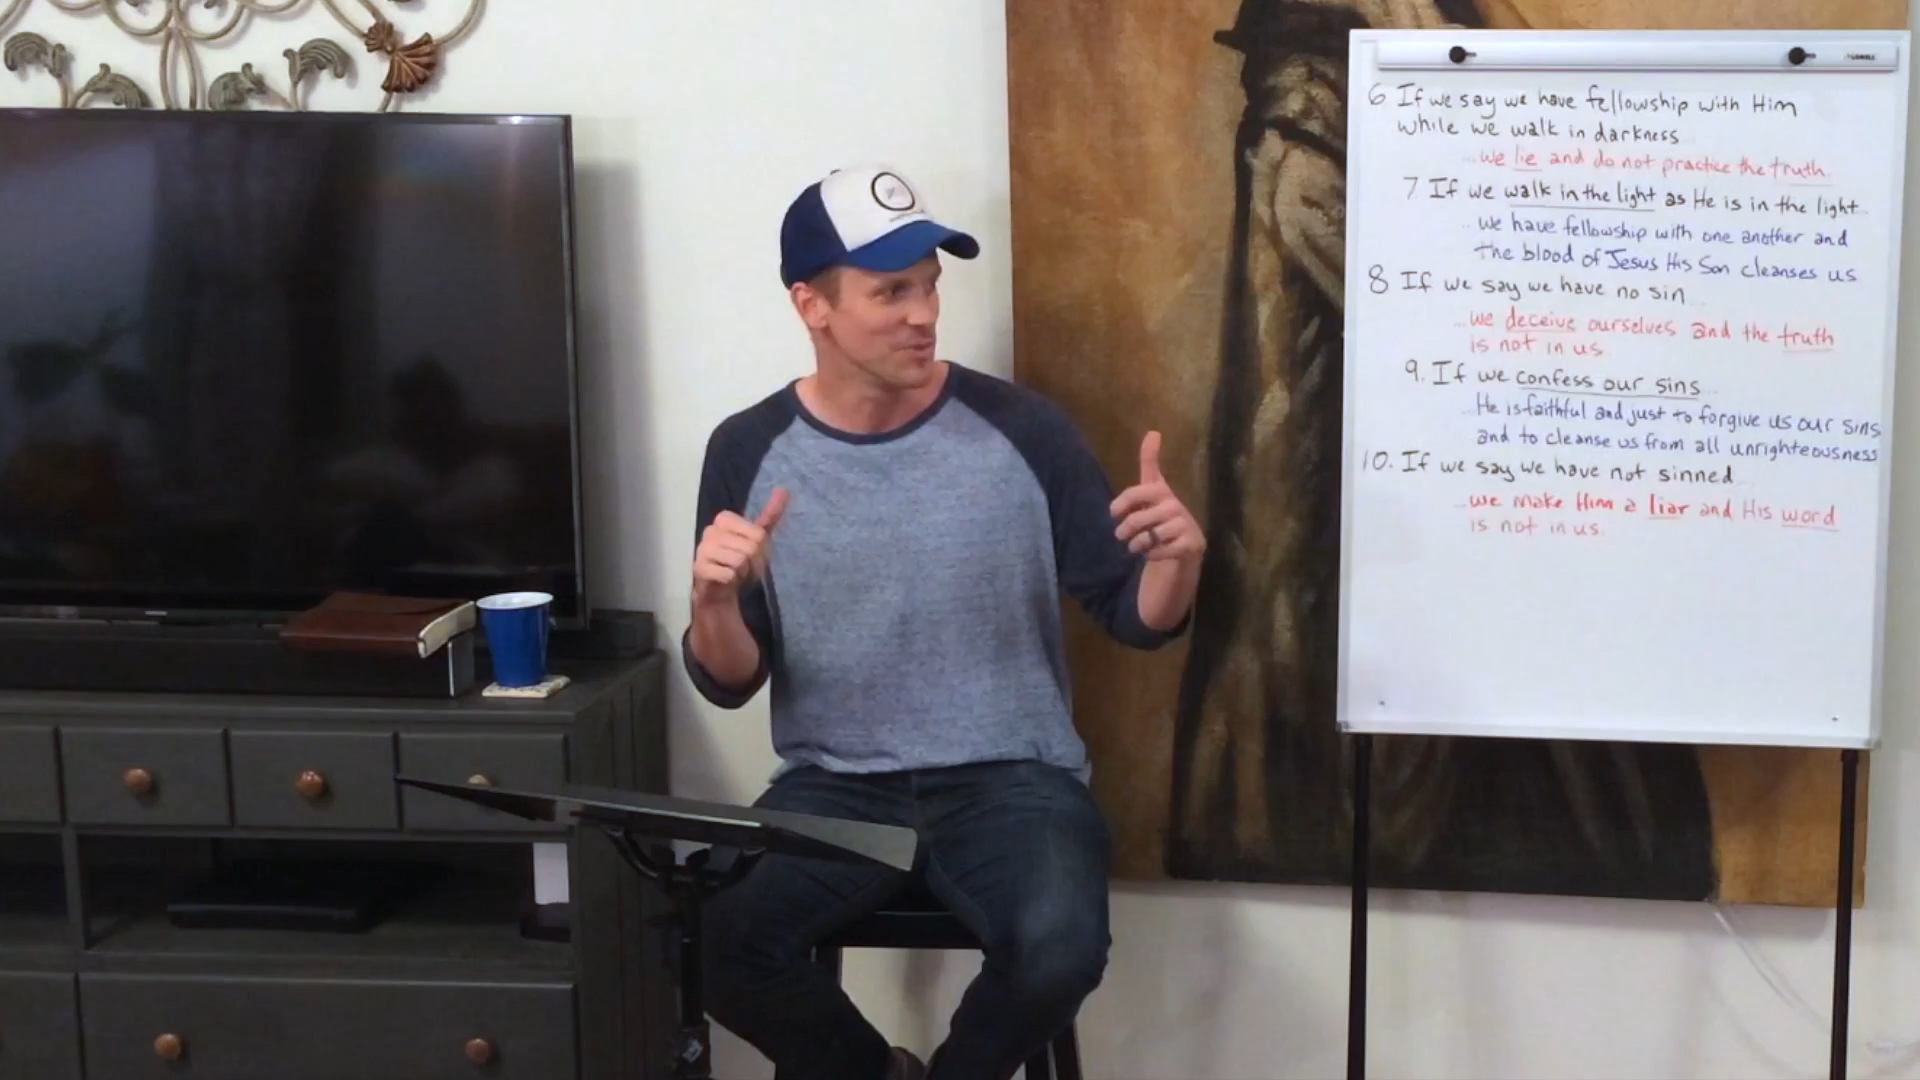 6 If we say we have fellowship with Him
while we walk in darkness
...we lie and do not practice the truth.
7 If we walk in the light as He is in the light...
...we have fellowship with one another and
the blood of Jesus His Son cleanses us
8 If we say we have no sin...
...we deceive ourselves and the truth
is not in us.
9. If we confess our sins...
...He is faithful and just to forgive us our sins
and to cleanse us from all unrighteousness
10. If we say we have not sinned...
...we make Him a liar and His word
is not in us.